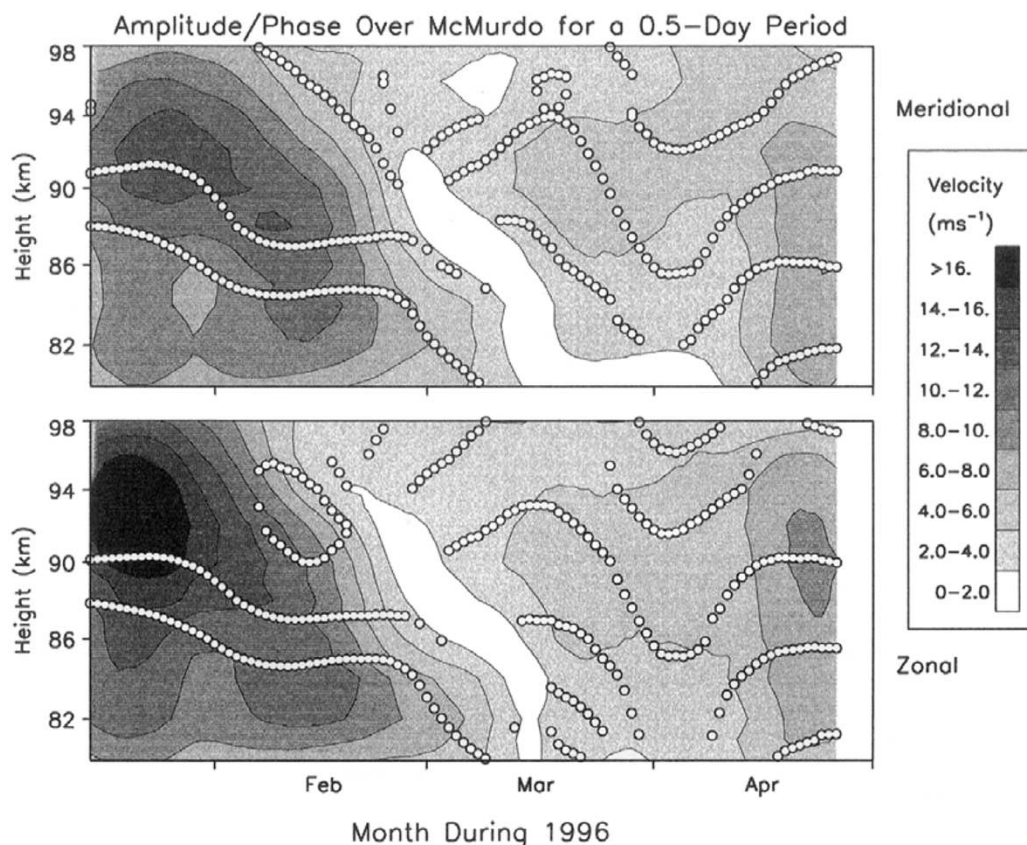 Amplitude/Phase Over McMurdo for a 0.5-Day Period
98
94
90
86
82
Height (km)
Meridional
98
94
90
86
82
Height (km)
Feb
Mar
Apr
Month During 1996
Velocity
(ms⁻¹)
>16.
14.-16.
12.-14.
10.-12.
8.0-10.
6.0-8.0
4.0-6.0
2.0-4.0
0-2.0
Zonal